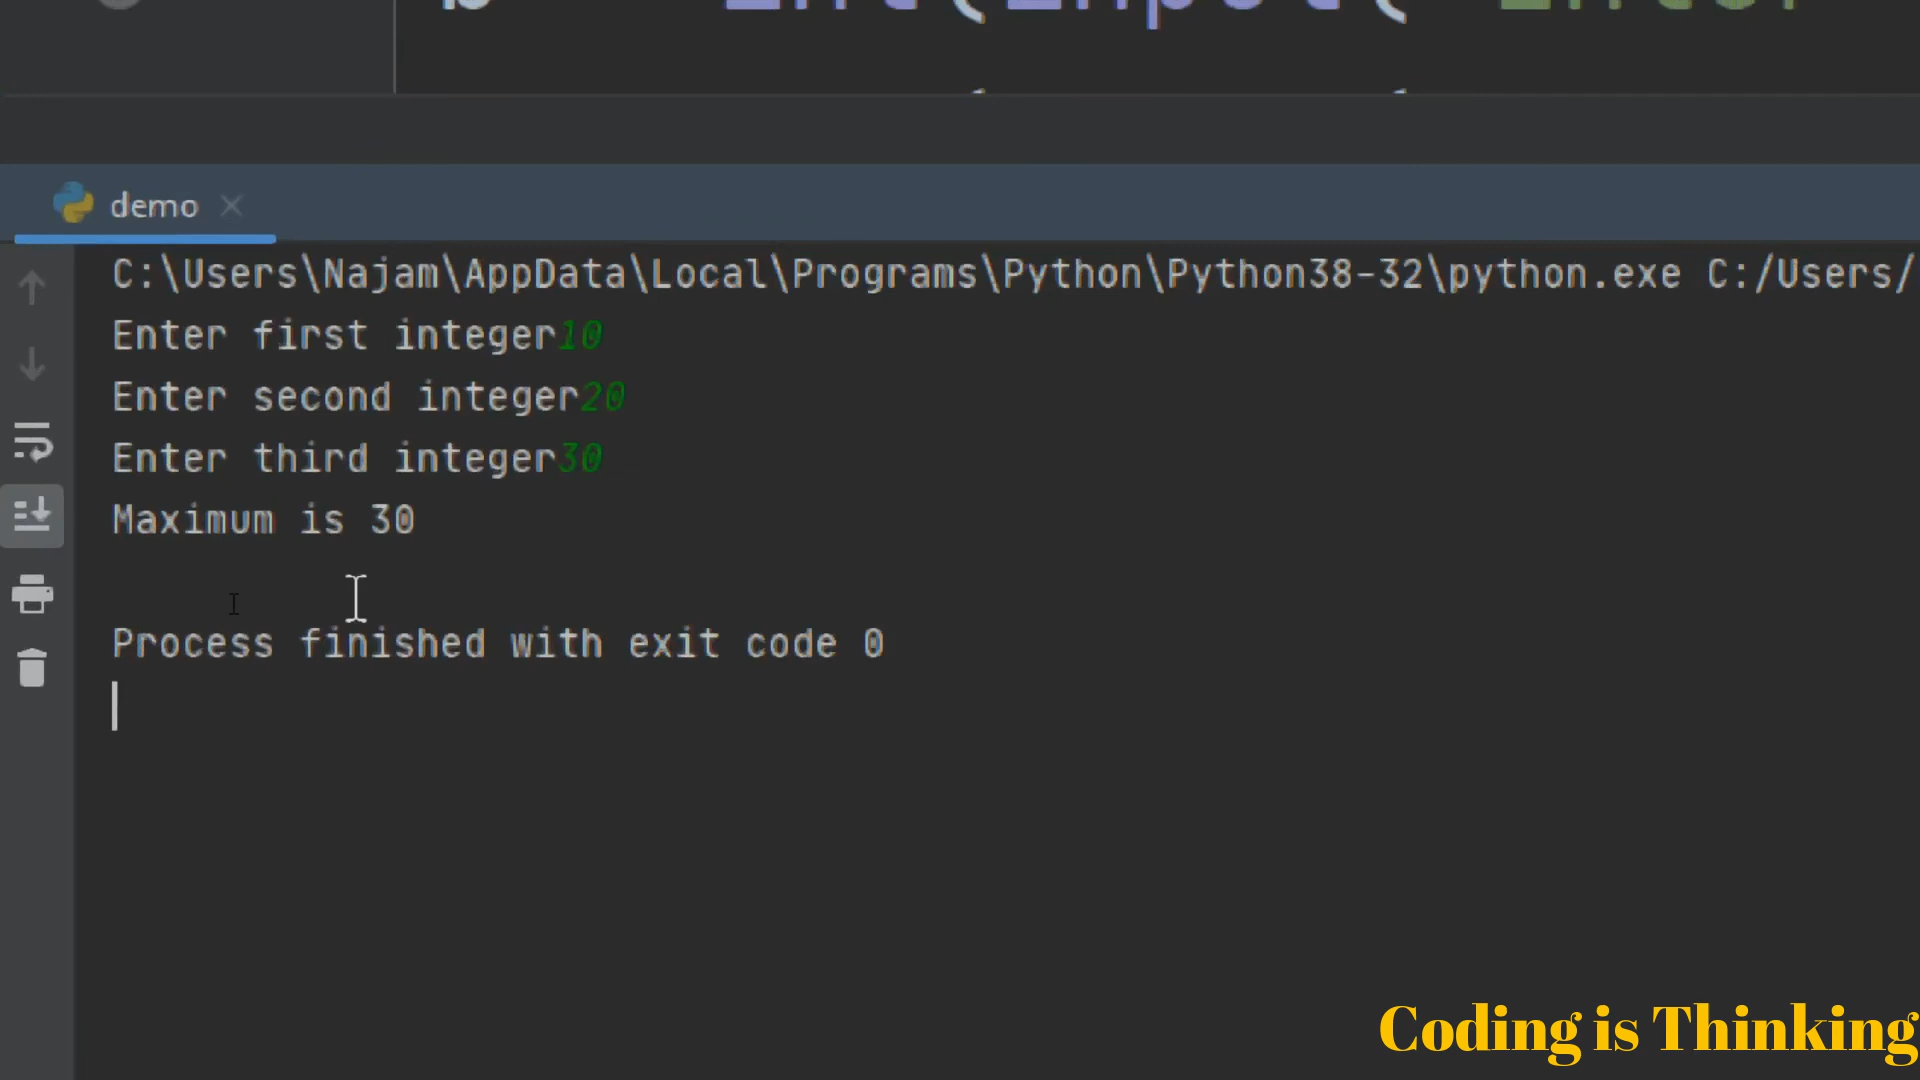 demo
C:\Users\Najam\AppData\Local\Programs\Python\Python38-32\python.exe C:/Users/
Enter first integer10
Enter second integer20
Enter third integer30
Maximum is 30
Process finished with exit code 0
Coding is Thinking